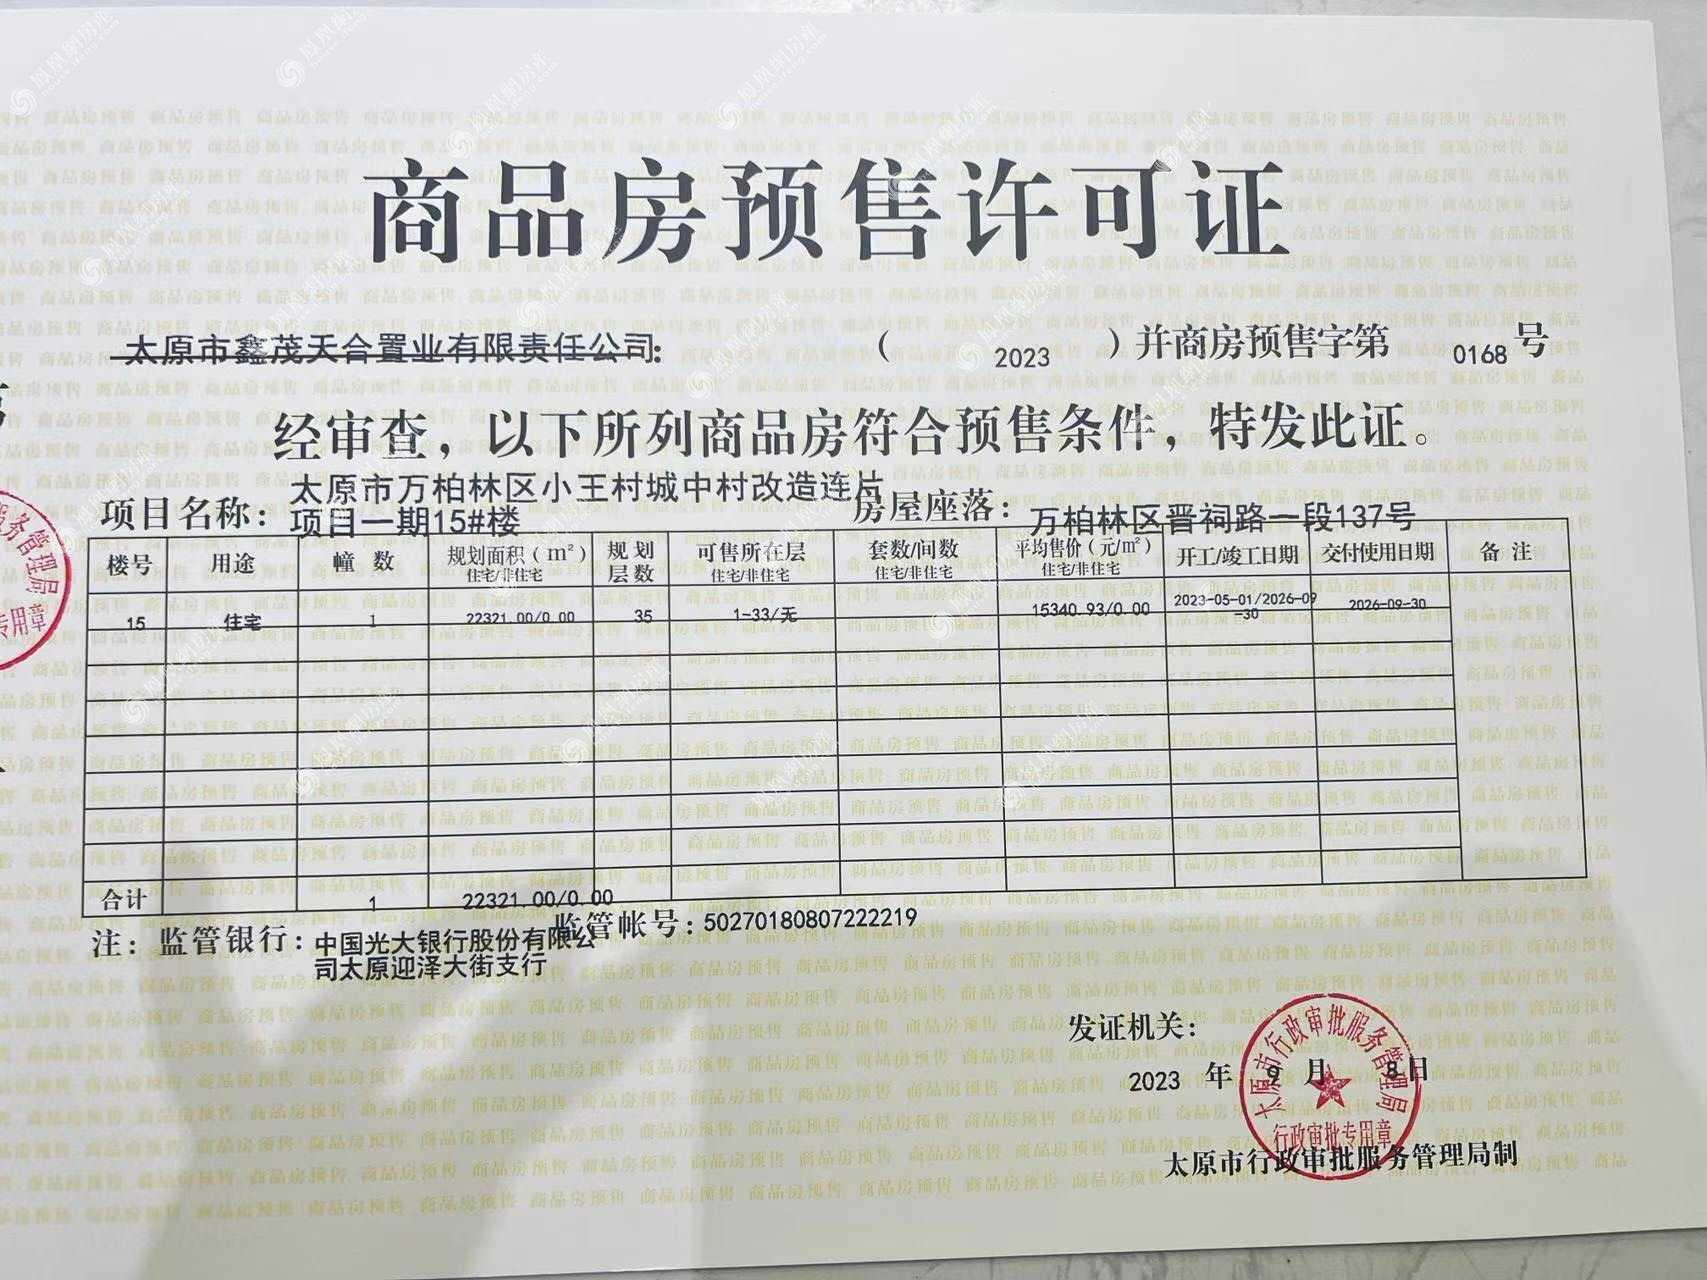 商品房预售许可证
太原市鑫茂天合置业有限责任公司:
( 2023 ) 并商房预售字第 0168 号
经审查，以下所列商品房符合预售条件，特发此证。
项目名称: 太原市万柏林区小王村城中村改造连片
项目一期15#楼
房屋座落: 万柏林区晋祠路一段137号
楼号 用途 幢 数 规划面积(m²) 规 划 可售所在层 套数/间数 平均售价(元/㎡) 开工/竣工日期 交付使用日期 备 注
住宅/非住宅 层 数 住宅/非住宅 住宅/非住宅 住宅/非住宅
15 住宅 1 22321.00/0.00 35 1-33/无 15340.93/0.00 2023-05-01/2026-09 2026-09-30
-30
合计 1 22321.00/0.00
注: 监管银行: 中国光大银行股份有限公 监管帐号: 50270180807222219
司太原迎泽大街支行
发证机关:
2023 年 9 月 8 日
太原市行政审批服务管理局
行政审批专用章
太原市行政审批服务管理局制
凤凰网房产